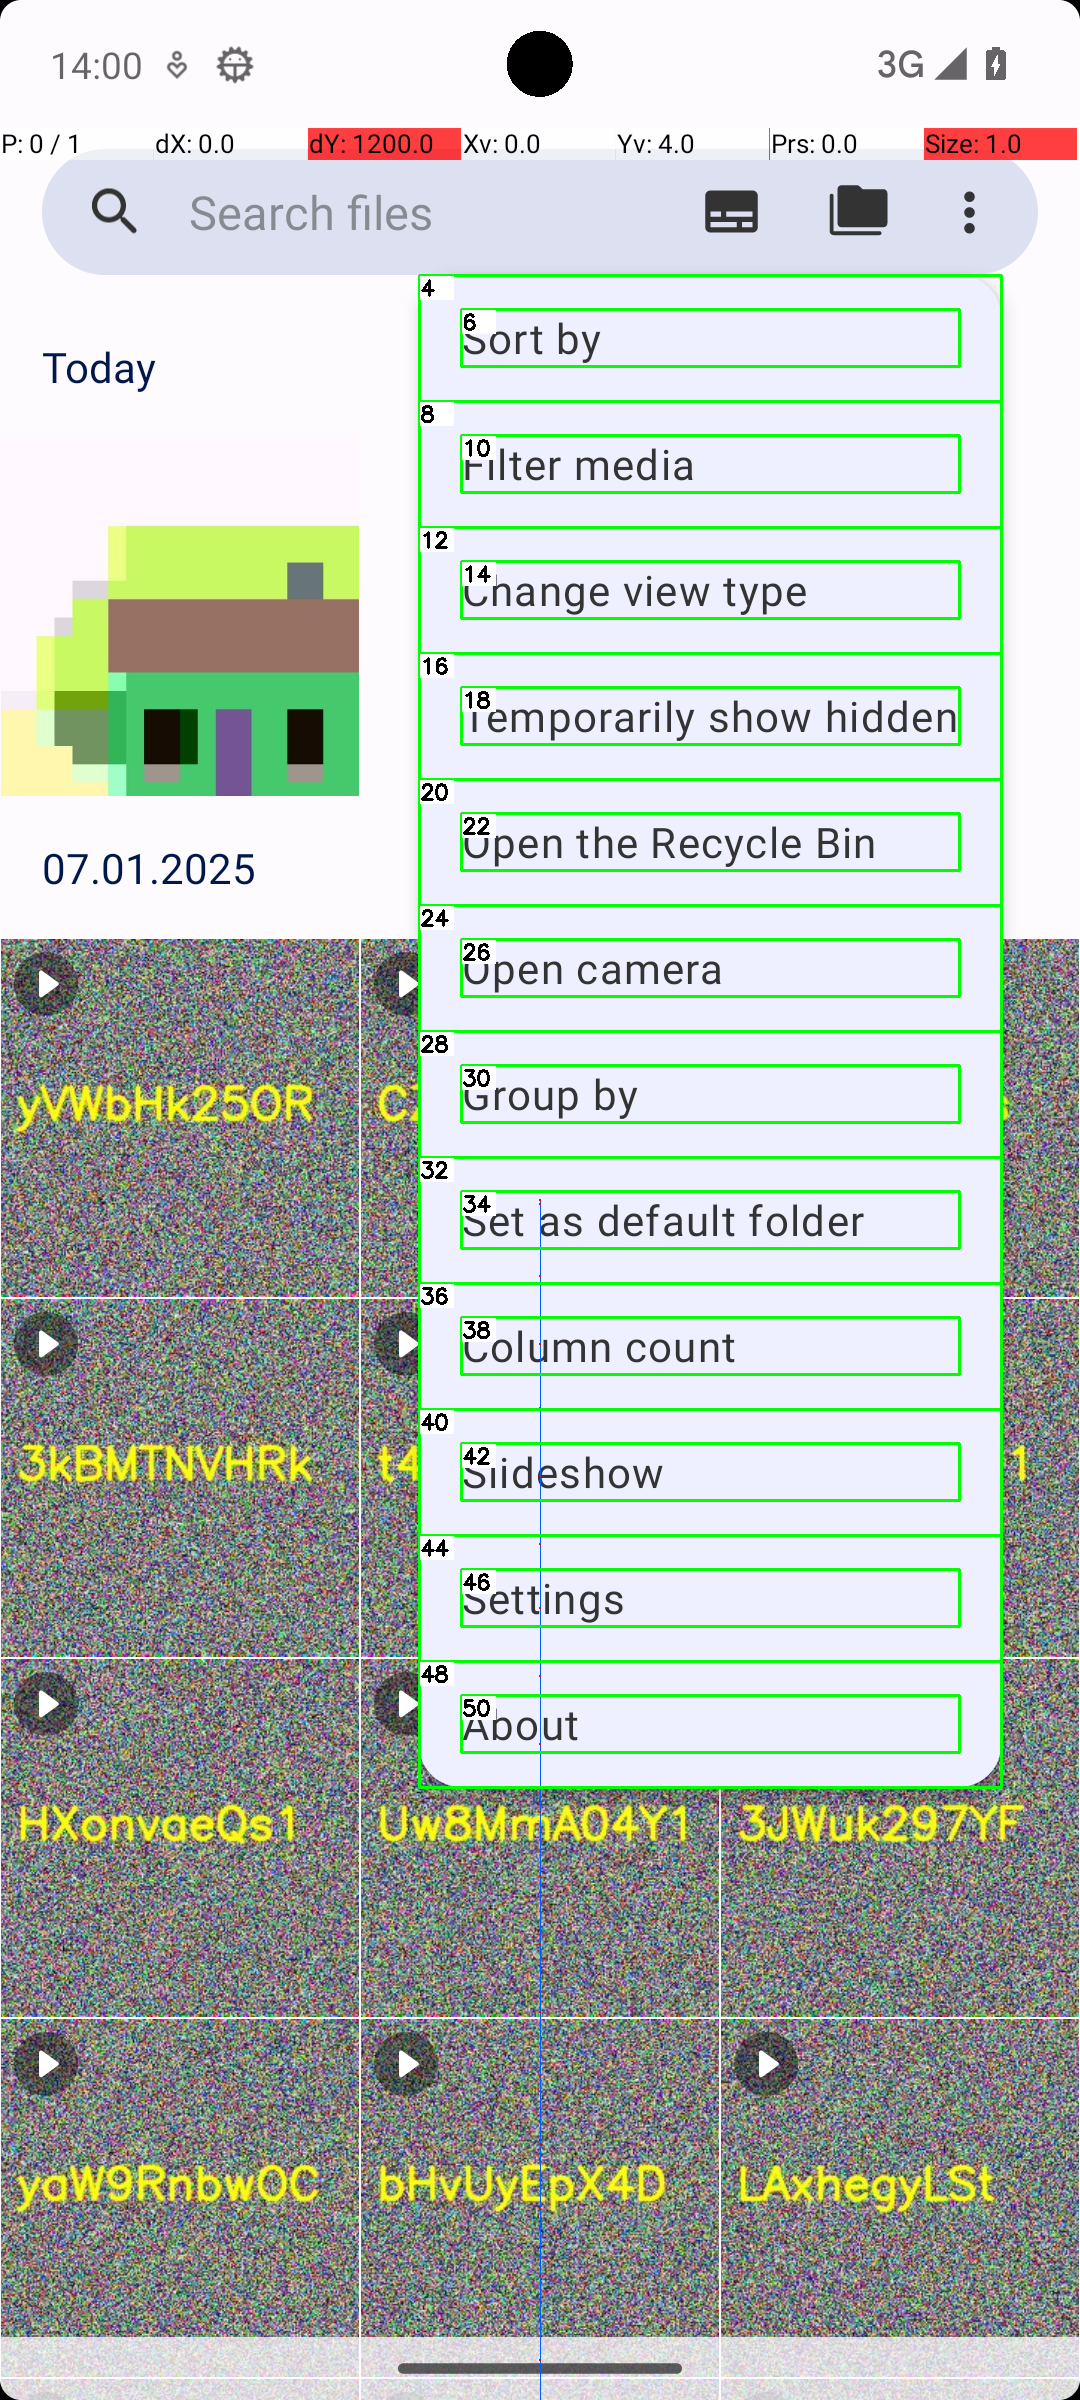 14:00
3G
P: 0 / 1
dX: 0.0
dY: 1200.0
Xv: 0.0
Yv: 4.0
Prs: 0.0
Size: 1.0
Search files
4
6
Sort by
Today
8
10
Filter media
12
14
Change view type
16
18
Temporarily show hidden
20
22
Open the Recycle Bin
07.01.2025
24
26
Open camera
28
30
Group by
yVWbHk25OR
32
34
Set as default folder
36
38
Column count
40
42
Slideshow
3kBMTNVHRk
t4
1
44
46
Settings
48
50
About
HXonvaeQs1
Uw8MmA04Y1
3JWuk297YF
yaW9RnbwOC
bHvUyEpX4D
LAxhegyLSt